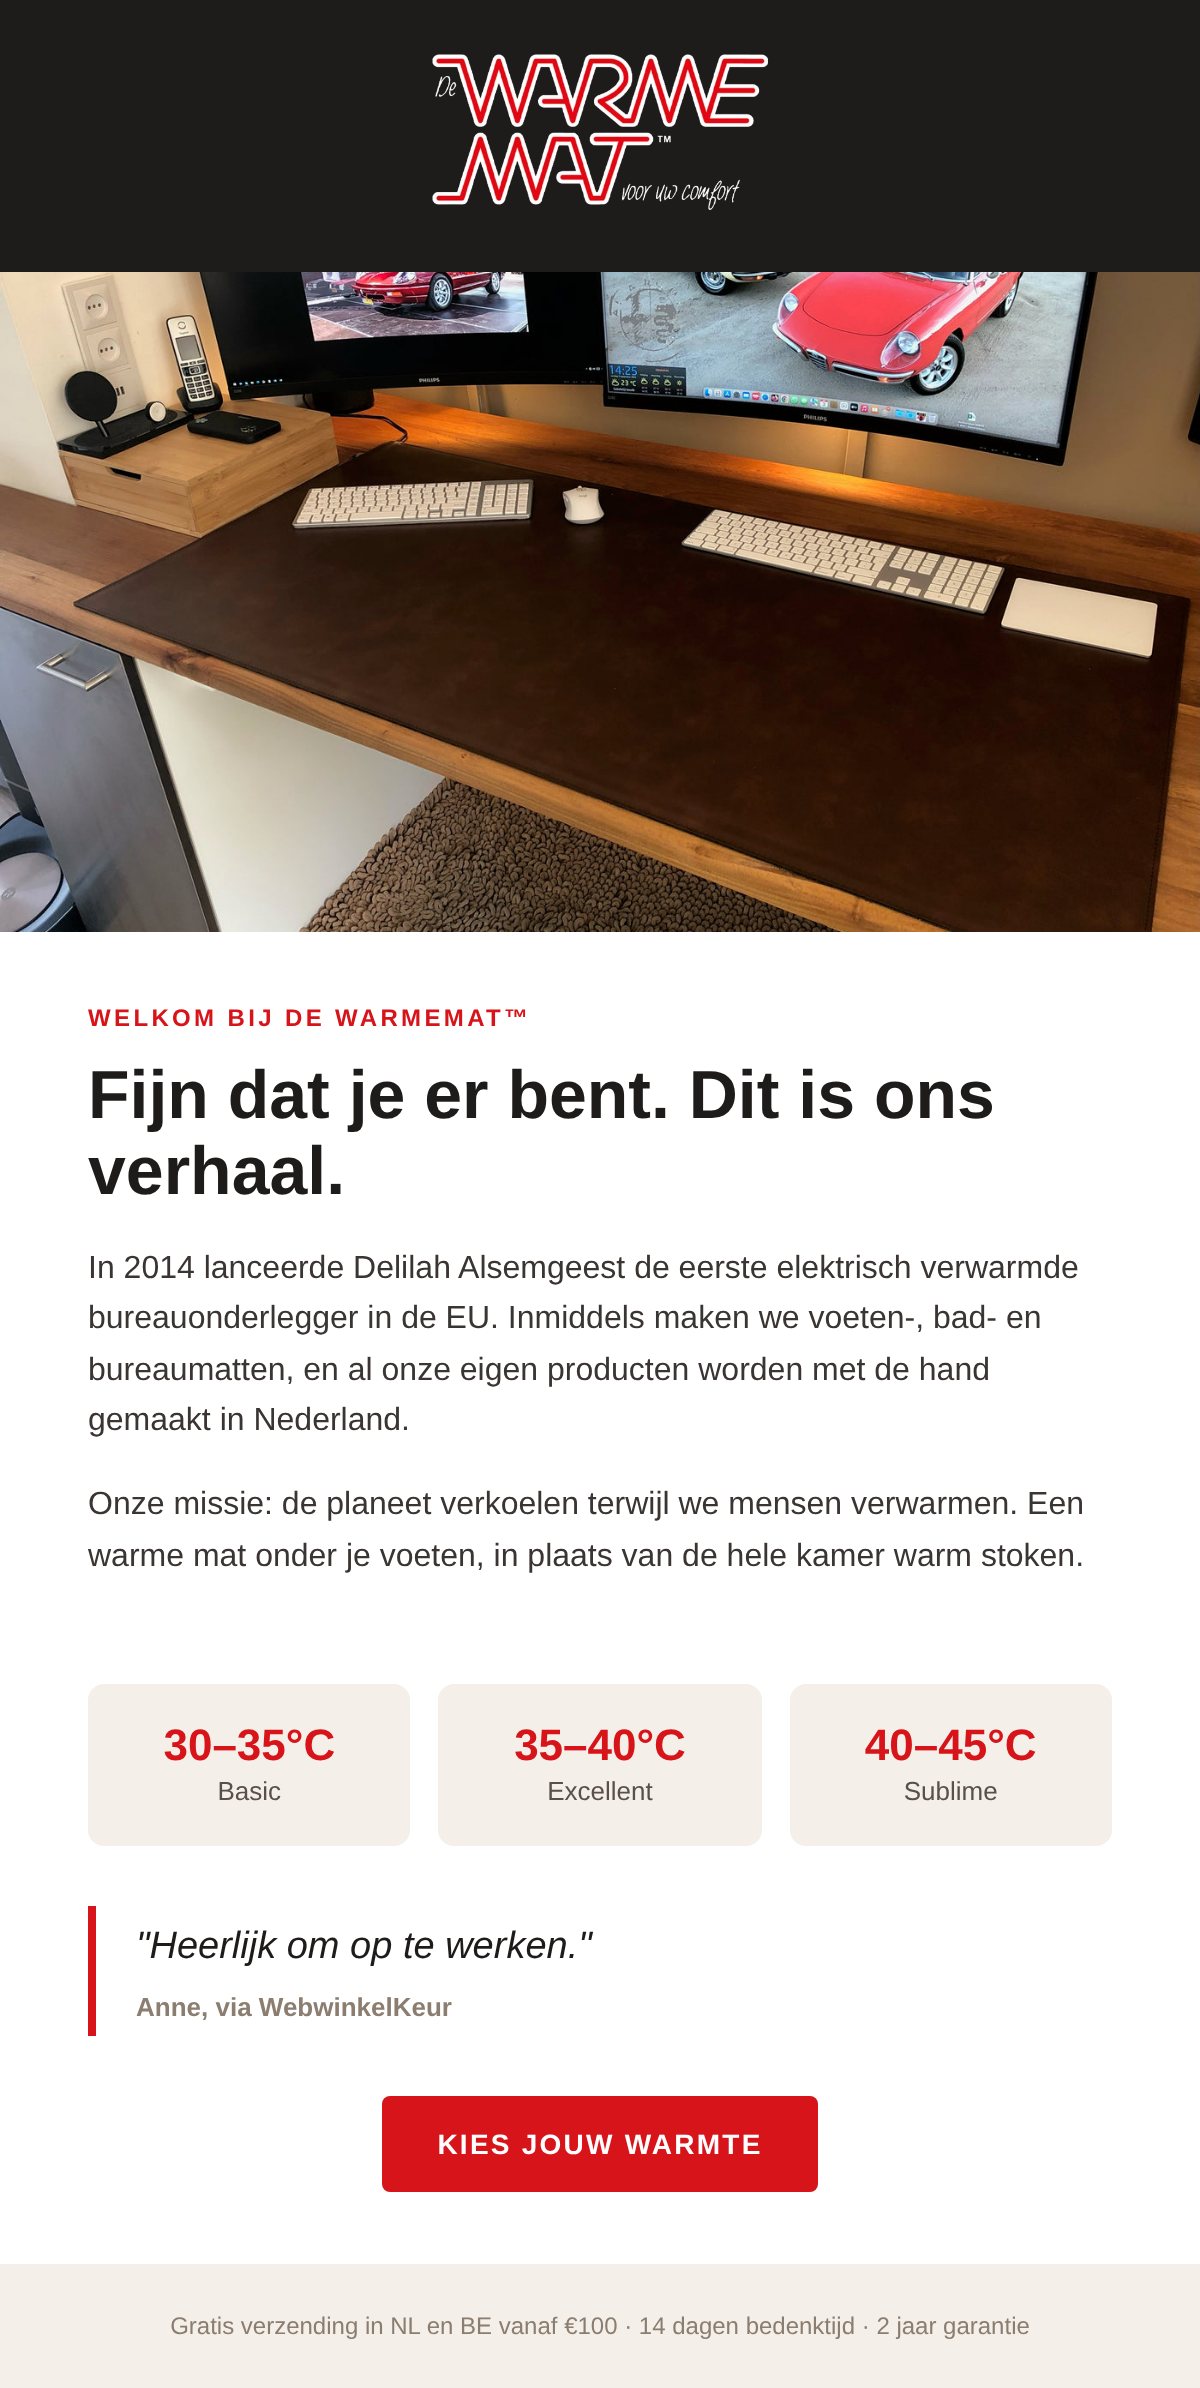 De WARME
MAT™
voor uw comfort
14:25
23°C
PHILIPS
PHILIPS
WELKOM BIJ DE WARMEMAT™
Fijn dat je er bent. Dit is ons
verhaal.
In 2014 lanceerde Delilah Alsemgeest de eerste elektrisch verwarmde
bureauonderlegger in de EU. Inmiddels maken we voeten-, bad- en
bureaumatten, en al onze eigen producten worden met de hand
gemaakt in Nederland.
Onze missie: de planeet verkoelen terwijl we mensen verwarmen. Een
warme mat onder je voeten, in plaats van de hele kamer warm stoken.
30–35°C
Basic
35–40°C
Excellent
40–45°C
Sublime
"Heerlijk om op te werken."
Anne, via WebwinkelKeur
KIES JOUW WARMTE
Gratis verzending in NL en BE vanaf €100 · 14 dagen bedenktijd · 2 jaar garantie